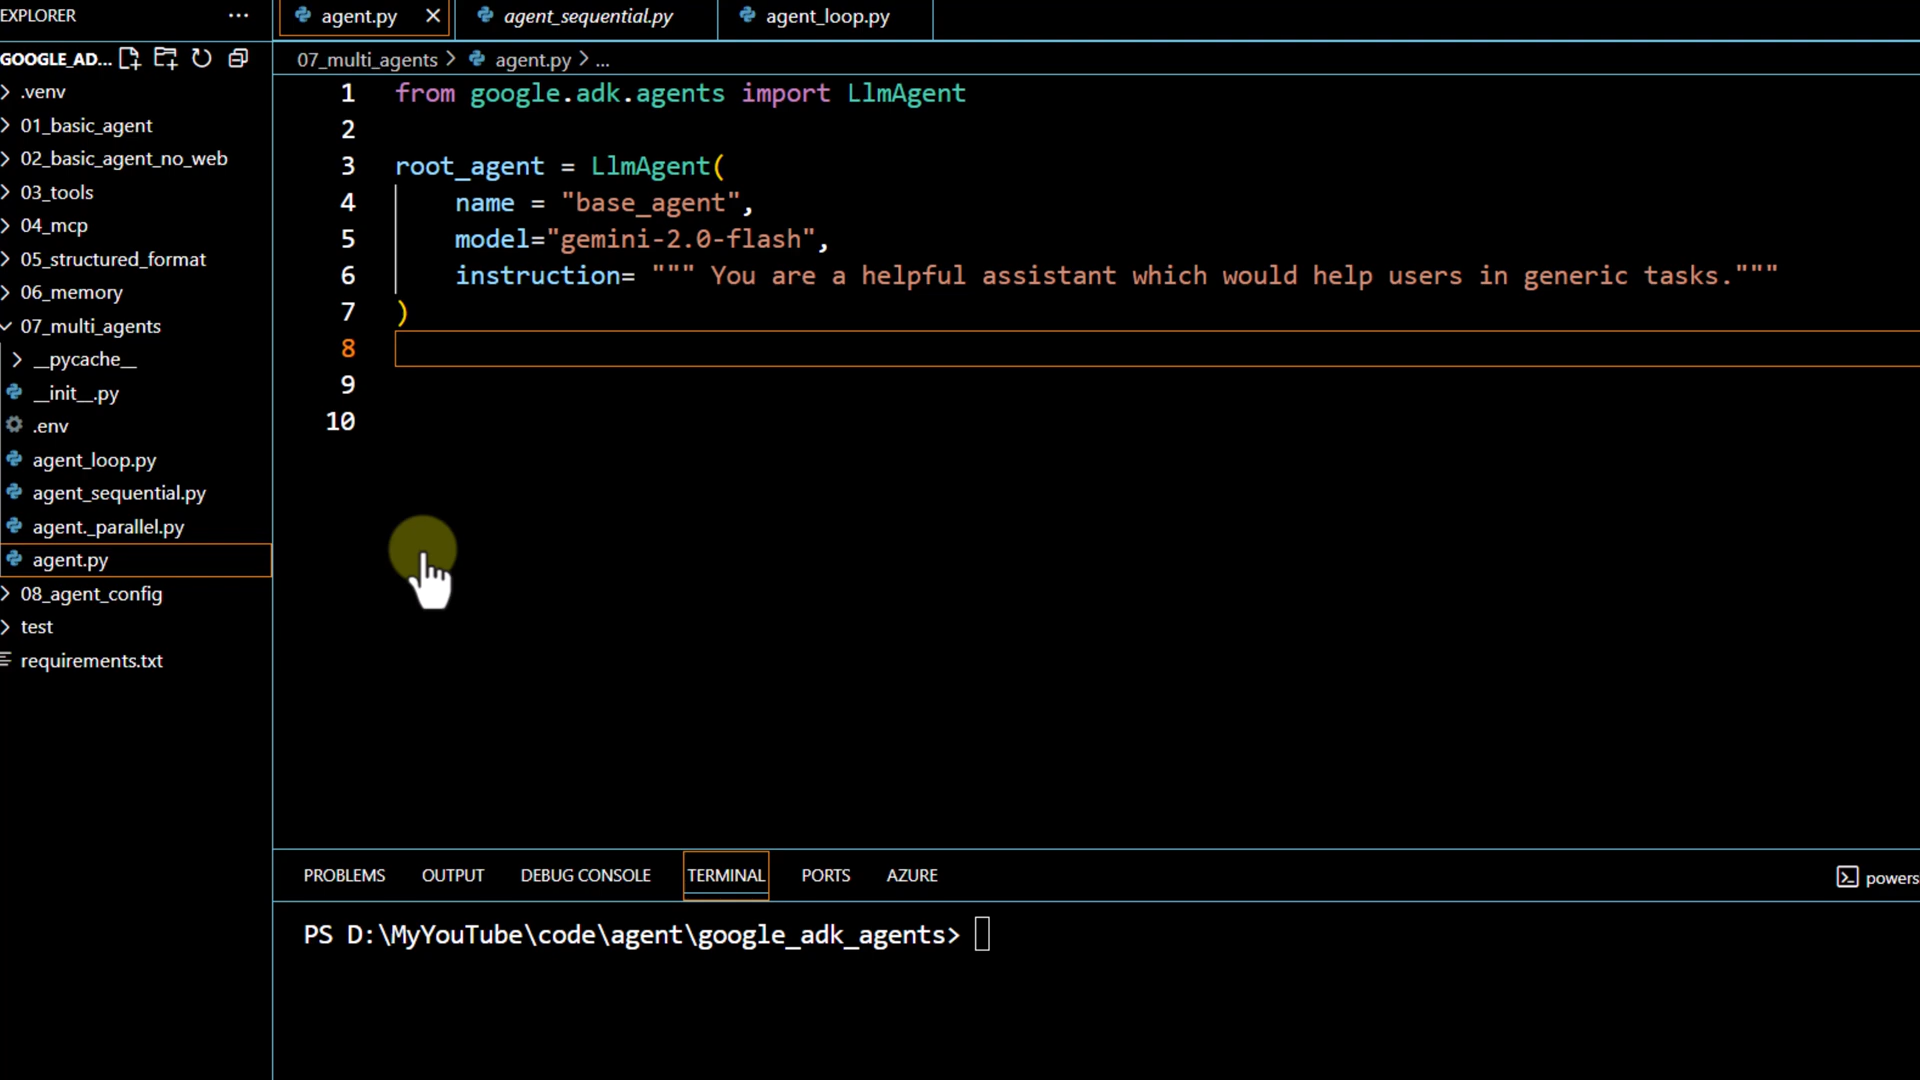 EXPLORER
GOOGLE_AD...
.venv
01_basic_agent
02_basic_agent_no_web
03_tools
04_mcp
05_structured_format
06_memory
07_multi_agents
__pycache__
__init__.py
.env
agent_loop.py
agent_sequential.py
agent._parallel.py
agent.py
08_agent_config
test
requirements.txt
agent.py
agent_sequential.py
agent_loop.py
07_multi_agents > agent.py > ...
1 from google.adk.agents import LlmAgent
2
3 root_agent = LlmAgent(
4 name = "base_agent",
5 model="gemini-2.0-flash",
6 instruction= """ You are a helpful assistant which would help users in generic tasks."""
7 )
8
9
10
PROBLEMS OUTPUT DEBUG CONSOLE TERMINAL PORTS AZURE
powers
PS D:\MyYouTube\code\agent\google_adk_agents>